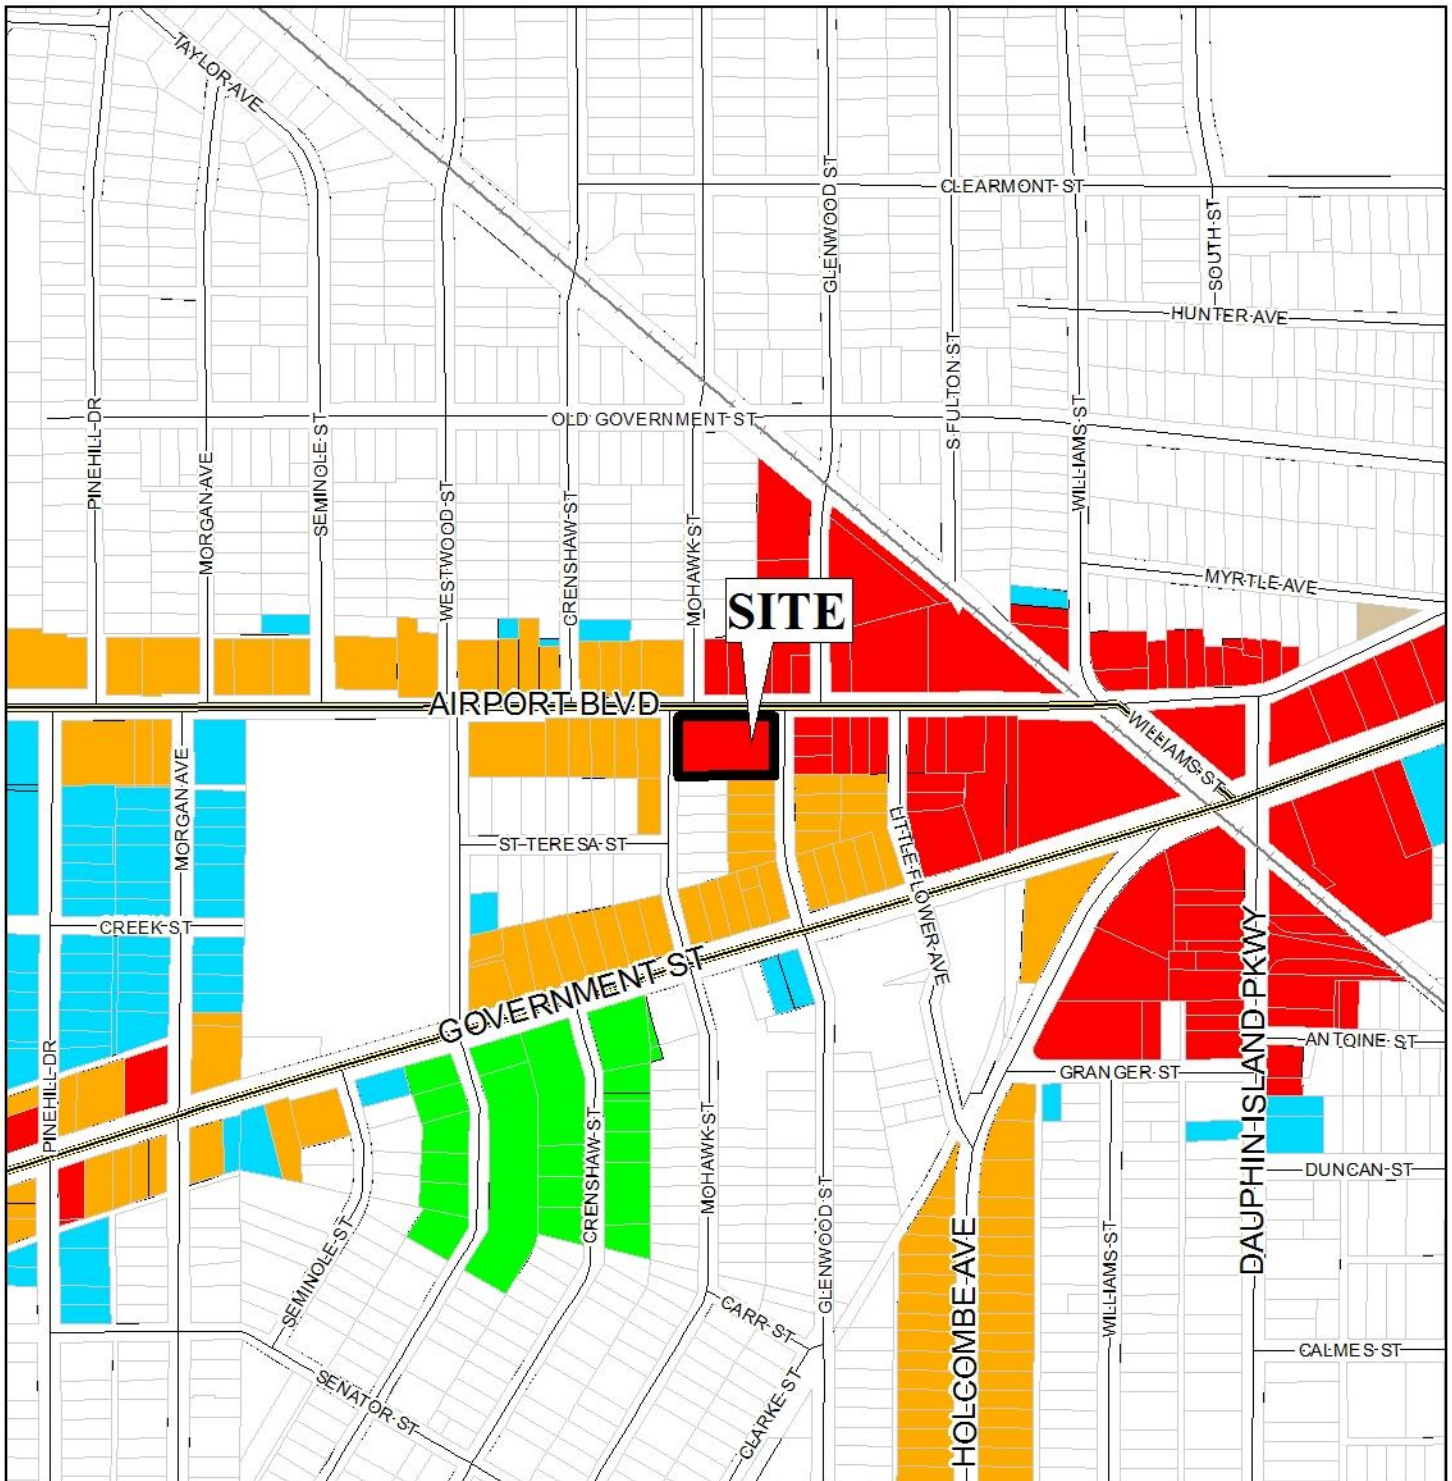 TAYLOR AVE
CLEARMONT ST
GLENWOOD ST
SOUTH ST
HUNTER AVE
S FULTON ST
PINEHILL DR
MORGAN AVE
SEMINOLE ST
OLD GOVERNMENT ST
WILLIAMS ST
WESTWOOD ST
CRENSHAW ST
MOHAWK ST
MYRTLE AVE
SITE
AIRPORT BLVD
WILLIAMS ST
MORGAN AVE
LITTLE FLOWER AVE
ST TERESA ST
CREEK ST
GOVERNMENT ST
DAUPHIN ISLAND PKWY
ANTOINE ST
PINEHILL DR
GRANGER ST
CRENSHAW ST
MOHAWK ST
DUNCAN ST
SEMINOLE ST
GLENWOOD ST
HOLCOMBE AVE
WILLIAMS ST
CARR ST
CALMES ST
SENATOR ST
CLARKE ST